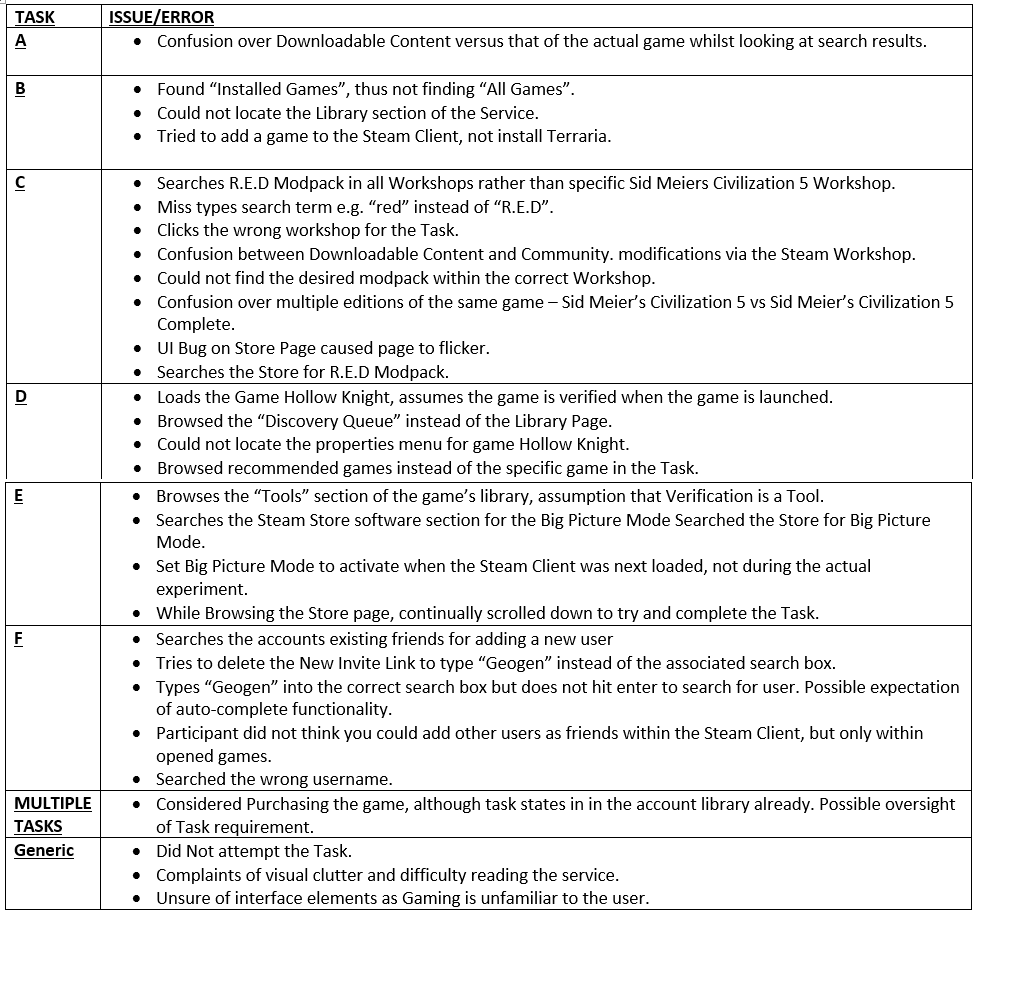 TASK ISSUE/ERROR
A • Confusion over Downloadable Content versus that of the actual game whilst looking at search results.
B • Found “Installed Games”, thus not finding “All Games”.
• Could not locate the Library section of the Service.
• Tried to add a game to the Steam Client, not install Terraria.
C • Searches R.E.D Modpack in all Workshops rather than specific Sid Meiers Civilization 5 Workshop.
• Miss types search term e.g. “red” instead of “R.E.D”.
• Clicks the wrong workshop for the Task.
• Confusion between Downloadable Content and Community. modifications via the Steam Workshop.
• Could not find the desired modpack within the correct Workshop.
• Confusion over multiple editions of the same game – Sid Meier’s Civilization 5 vs Sid Meier’s Civilization 5
Complete.
• UI Bug on Store Page caused page to flicker.
• Searches the Store for R.E.D Modpack.
D • Loads the Game Hollow Knight, assumes the game is verified when the game is launched.
• Browsed the “Discovery Queue” instead of the Library Page.
• Could not locate the properties menu for game Hollow Knight.
• Browsed recommended games instead of the specific game in the Task.
E • Browses the “Tools” section of the game’s library, assumption that Verification is a Tool.
• Searches the Steam Store software section for the Big Picture Mode Searched the Store for Big Picture
Mode.
• Set Big Picture Mode to activate when the Steam Client was next loaded, not during the actual
experiment.
• While Browsing the Store page, continually scrolled down to try and complete the Task.
F • Searches the accounts existing friends for adding a new user
• Tries to delete the New Invite Link to type “Geogen” instead of the associated search box.
• Types “Geogen” into the correct search box but does not hit enter to search for user. Possible expectation
of auto-complete functionality.
• Participant did not think you could add other users as friends within the Steam Client, but only within
opened games.
• Searched the wrong username.
MULTIPLE • Considered Purchasing the game, although task states in in the account library already. Possible oversight
TASKS of Task requirement.
Generic • Did Not attempt the Task.
• Complaints of visual clutter and difficulty reading the service.
• Unsure of interface elements as Gaming is unfamiliar to the user.